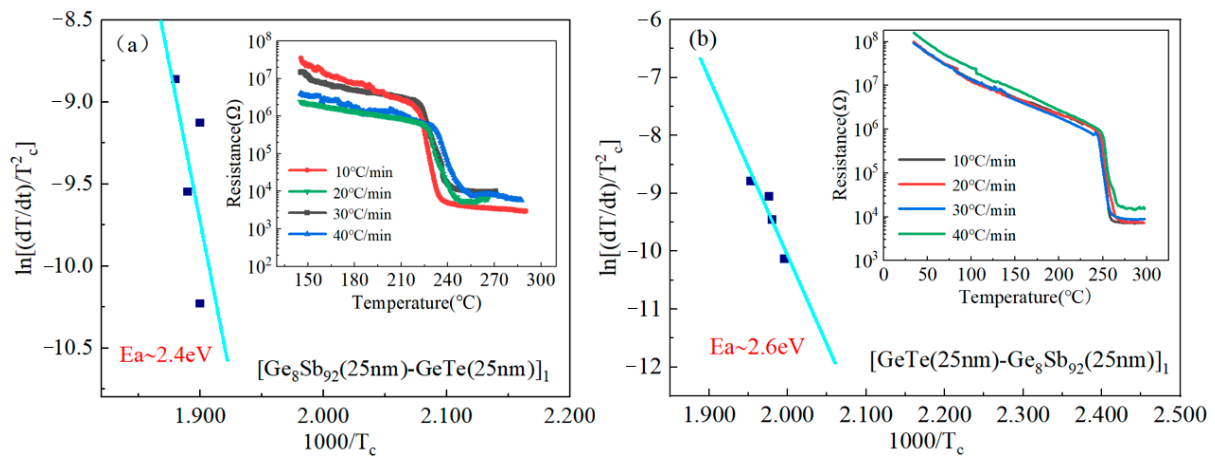 (a)
ln[(dT/dt)/T²c]
−8.5
−9.0
−9.5
−10.0
−10.5
1.900
2.000
2.100
2.200
1000/Tc
Resistance(Ω)
10⁸
10⁷
10⁶
10⁵
10⁴
10³
10²
10℃/min
20℃/min
30℃/min
40℃/min
150
180
210
240
270
300
Temperature(℃)
Ea~2.4eV
[Ge₈Sb₉₂(25nm)-GeTe(25nm)]₁
(b)
ln[(dT/dt)/T²c]
−6
−7
−8
−9
−10
−11
−12
1.900
1.950
2.000
2.100
2.200
2.300
2.400
2.500
1000/Tc
Resistance(Ω)
10⁸
10⁷
10⁶
10⁵
10⁴
10³
10℃/min
20℃/min
30℃/min
40℃/min
0
50
100
150
200
250
300
Temperature(℃)
Ea~2.6eV
[GeTe(25nm)-Ge₈Sb₉₂(25nm)]₁